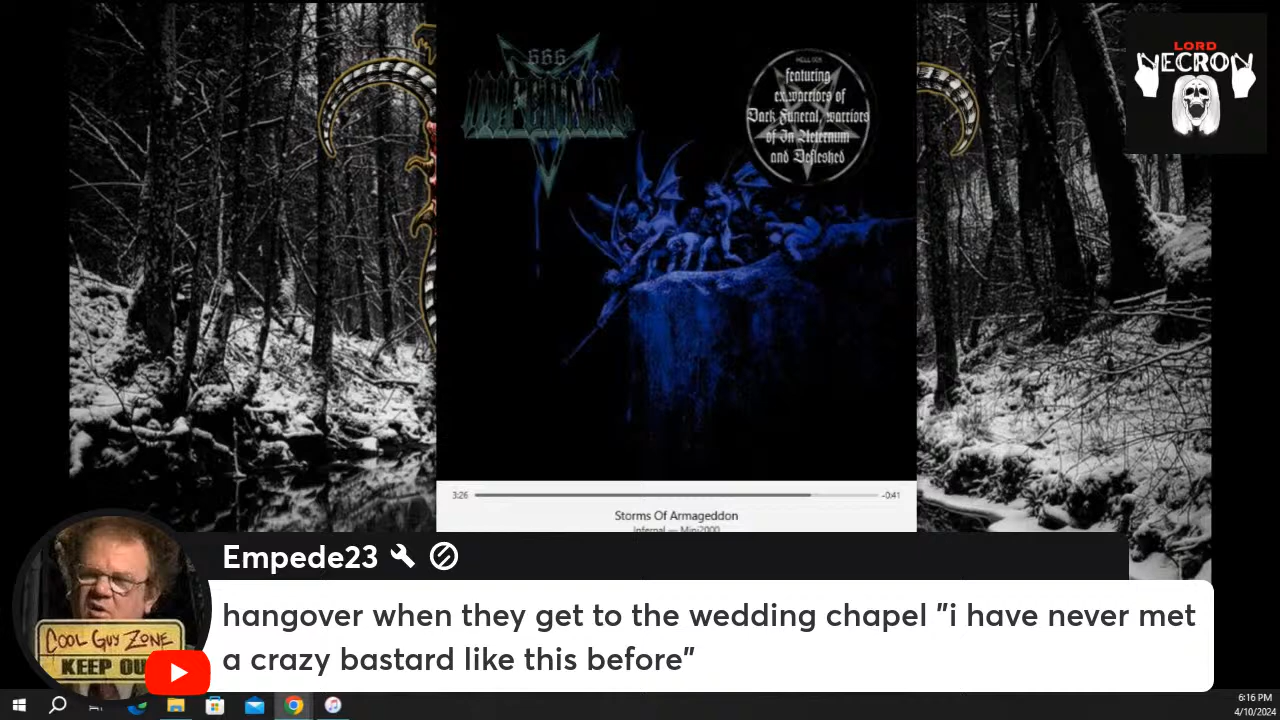 666
INFERNAL
HELL 006
featuring
ex.warriors of
Dark Funeral, warriors
of In Aeternum
and Defleshed
LORD
NECRON
3:26
-0:41
Storms Of Armageddon
Infernal — Mini2000
Empede23
hangover when they get to the wedding chapel "i have never met
a crazy bastard like this before"
COOL GUY ZONE
KEEP OU
6:16 PM
4/10/2024